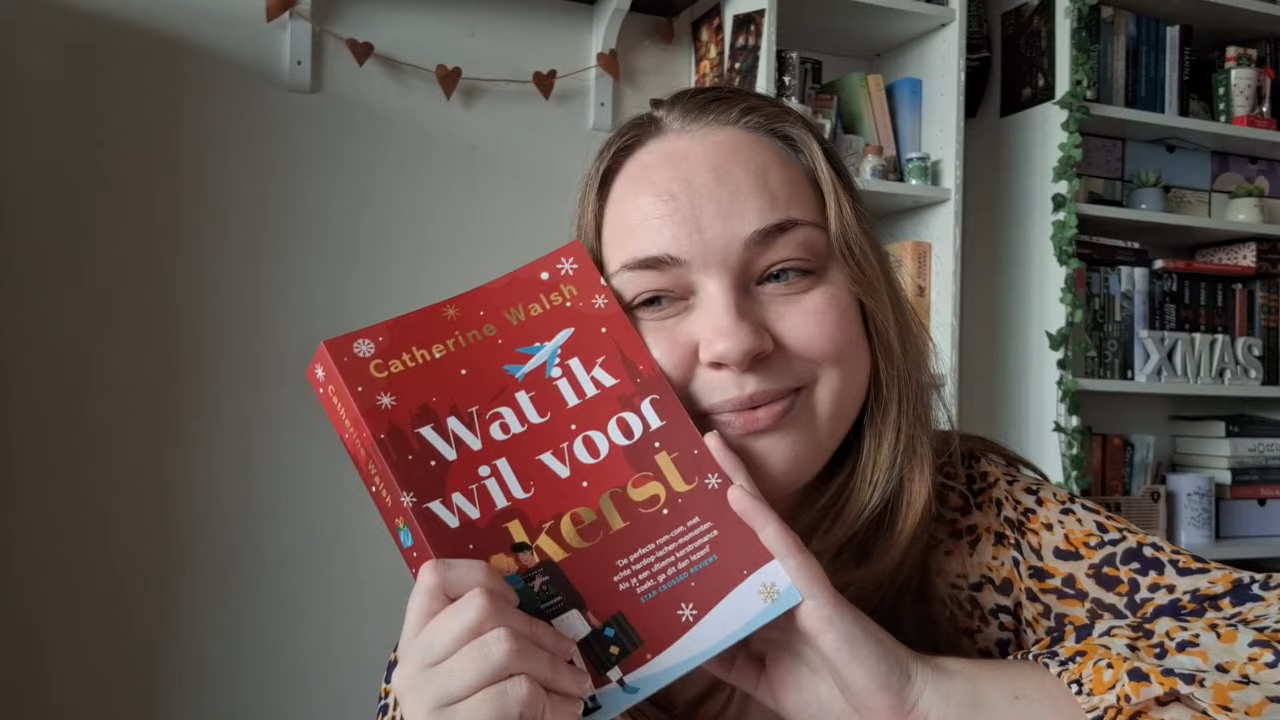 Catherine Walsh
Wat ik
wil voor
kerst
'De perfecte rom-com, met
echte hardop-lachen-momenten.
Als je een ultieme kerstromance
zoekt, ga dit dan lezen!'
STAR CROSSED REVIEWS
Catherine Walsh
XMAS